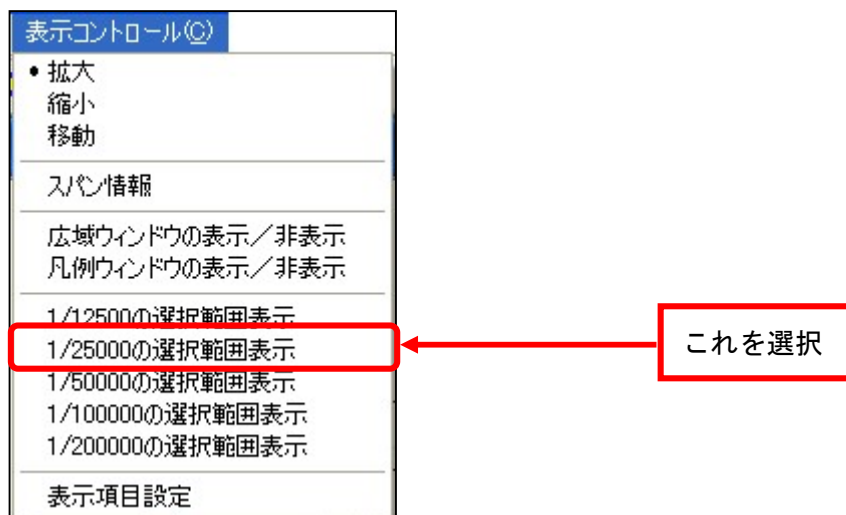 表示コントロール(C)
• 拡大
縮小
移動
スパン情報
広域ウィンドウの表示／非表示
凡例ウィンドウの表示／非表示
1/12500の選択範囲表示
1/25000の選択範囲表示
これを選択
1/50000の選択範囲表示
1/100000の選択範囲表示
1/200000の選択範囲表示
表示項目設定